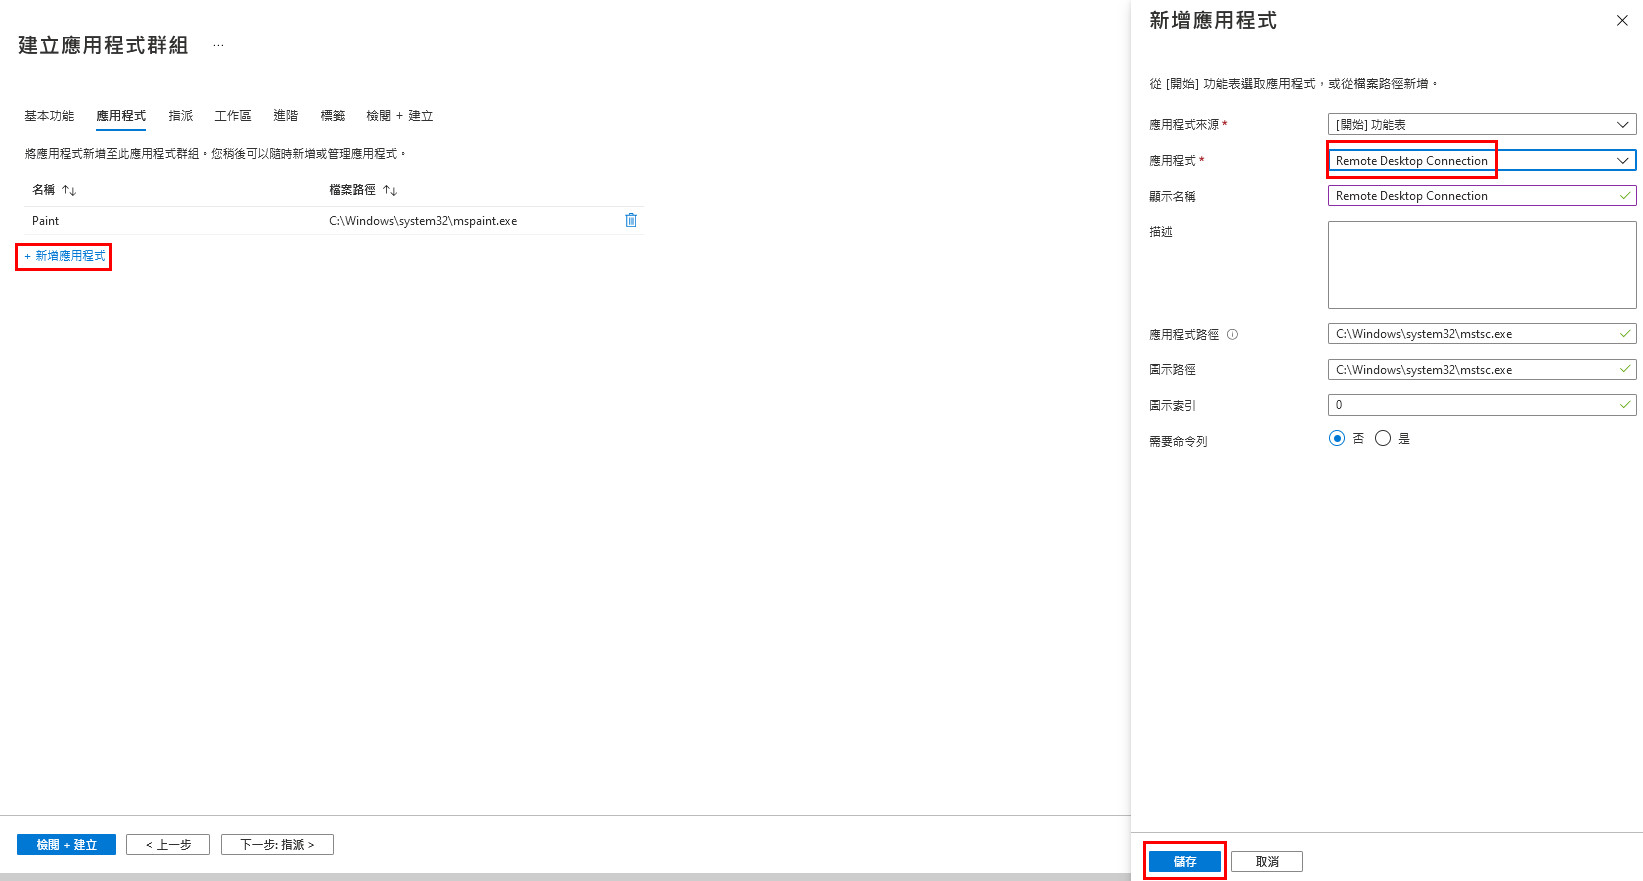 建立應用程式群組 ...
基本功能 應用程式 指派 工作區 進階 標籤 檢閱 + 建立
將應用程式新增至此應用程式群組。您稍後可以隨時新增或管理應用程式。
名稱 ↑↓ 檔案路徑 ↑↓
Paint C:\Windows\system32\mspaint.exe
+ 新增應用程式
檢閱 + 建立 < 上一步 下一步: 指派 >
新增應用程式
從 [開始] 功能表選取應用程式，或從檔案路徑新增。
應用程式來源 * [開始] 功能表
應用程式 * Remote Desktop Connection
顯示名稱 Remote Desktop Connection
描述
應用程式路徑 C:\Windows\system32\mstsc.exe
圖示路徑 C:\Windows\system32\mstsc.exe
圖示索引 0
需要命令列 否 是
儲存 取消